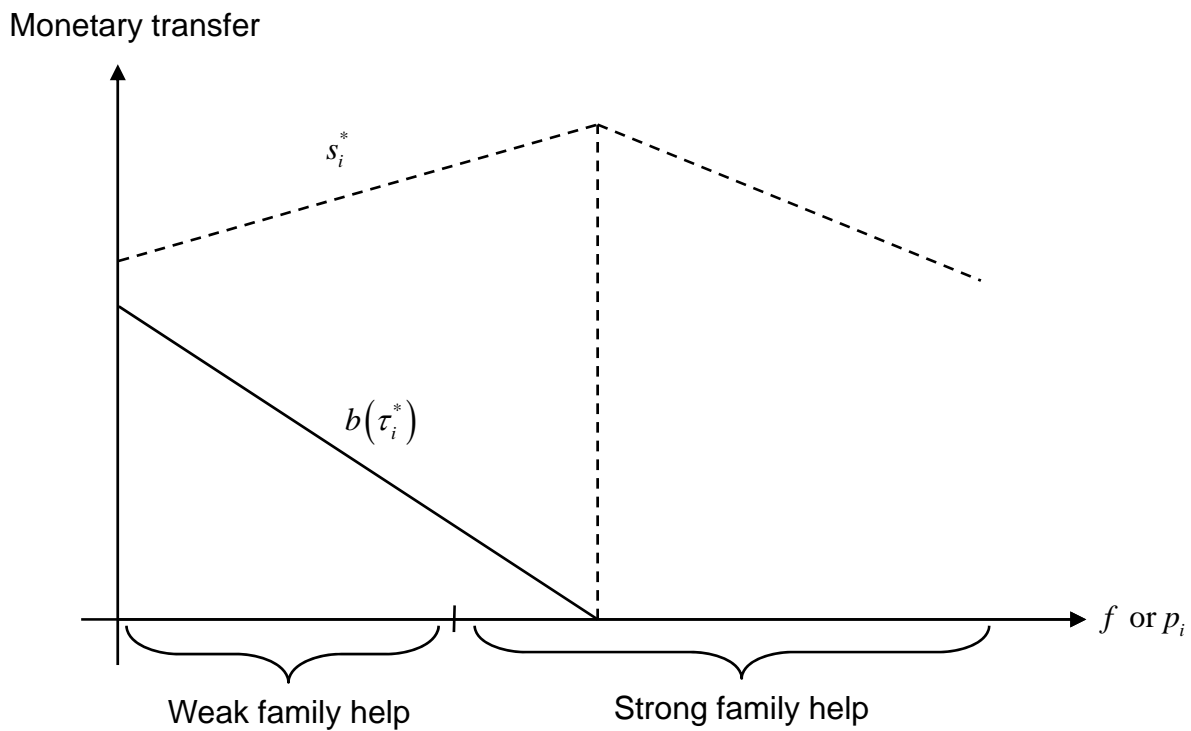 Monetary transfer
s_i^*
b(τ_i^*)
f or p_i
Weak family help
Strong family help